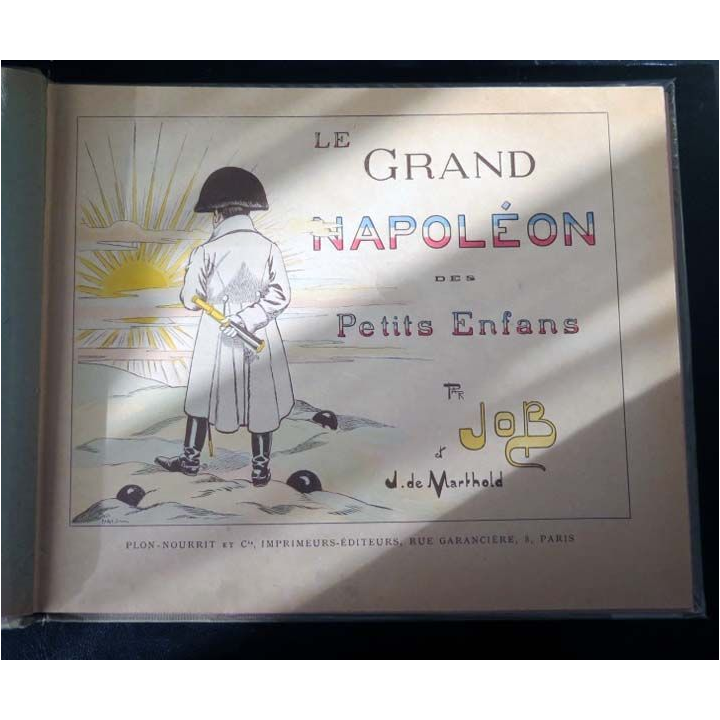 LE
GRAND
NAPOLÉON
DES
Petits Enfans
PAR
JOB
et
J. de Marthold
PLON-NOURRIT ET Cie, IMPRIMEURS-ÉDITEURS, RUE GARANCIÈRE, 8, PARIS